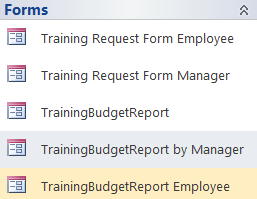 Forms
Training Request Form Employee
Training Request Form Manager
TrainingBudgetReport
TrainingBudgetReport by Manager
TrainingBudgetReport Employee